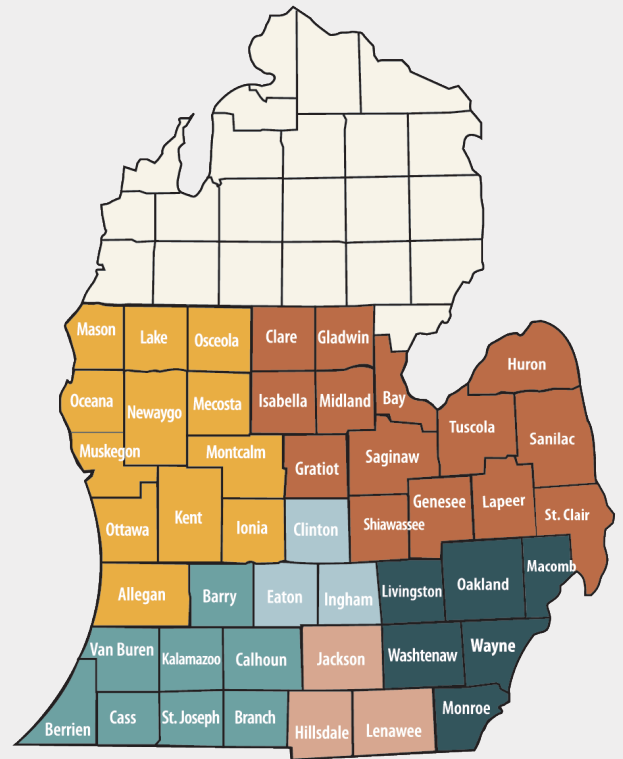 Mason
Lake
Osceola
Clare
Gladwin
Huron
Oceana
Newaygo
Mecosta
Isabella
Midland
Bay
Tuscola
Sanilac
Muskegon
Montcalm
Gratiot
Saginaw
Ottawa
Kent
Ionia
Clinton
Shiawassee
Genesee
Lapeer
St. Clair
Allegan
Barry
Eaton
Ingham
Livingston
Oakland
Macomb
Van Buren
Kalamazoo
Calhoun
Jackson
Washtenaw
Wayne
Berrien
Cass
St. Joseph
Branch
Hillsdale
Lenawee
Monroe